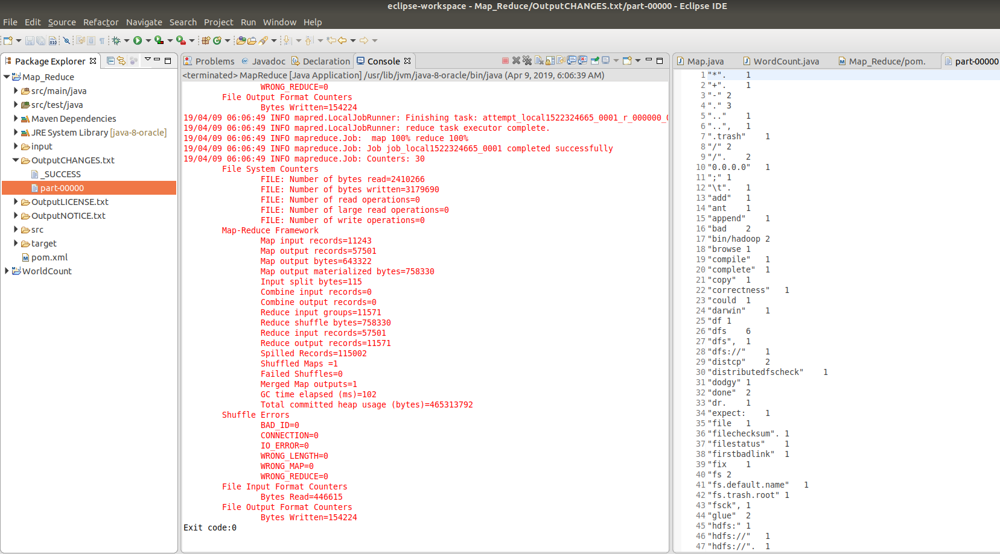 eclipse-workspace - Map_Reduce/OutputCHANGES.txt/part-00000 - Eclipse IDE
File Edit Source Refactor Navigate Search Project Run Window Help
Package Explorer
Map_Reduce
src/main/java
src/test/java
Maven Dependencies
JRE System Library [java-8-oracle]
input
OutputCHANGES.txt
_SUCCESS
part-00000
OutputLICENSE.txt
OutputNOTICE.txt
src
target
pom.xml
WorldCount
Problems @ Javadoc Declaration Console
<terminated> MapReduce [Java Application] /usr/lib/jvm/java-8-oracle/bin/java (Apr 9, 2019, 6:06:39 AM)
WRONG_REDUCE=0
File Output Format Counters
Bytes Written=154224
19/04/09 06:06:49 INFO mapred.LocalJobRunner: Finishing task: attempt_local1522324665_0001_r_000000_
19/04/09 06:06:49 INFO mapred.LocalJobRunner: reduce task executor complete.
19/04/09 06:06:49 INFO mapreduce.Job:  map 100% reduce 100%
19/04/09 06:06:49 INFO mapreduce.Job: Job job_local1522324665_0001 completed successfully
19/04/09 06:06:49 INFO mapreduce.Job: Counters: 30
File System Counters
FILE: Number of bytes read=2410266
FILE: Number of bytes written=3179690
FILE: Number of read operations=0
FILE: Number of large read operations=0
FILE: Number of write operations=0
Map-Reduce Framework
Map input records=11243
Map output records=57501
Map output bytes=643322
Map output materialized bytes=758330
Input split bytes=115
Combine input records=0
Combine output records=0
Reduce input groups=11571
Reduce shuffle bytes=758330
Reduce input records=57501
Reduce output records=11571
Spilled Records=115002
Shuffled Maps =1
Failed Shuffles=0
Merged Map outputs=1
GC time elapsed (ms)=102
Total committed heap usage (bytes)=465313792
Shuffle Errors
BAD_ID=0
CONNECTION=0
IO_ERROR=0
WRONG_LENGTH=0
WRONG_MAP=0
WRONG_REDUCE=0
File Input Format Counters
Bytes Read=446615
File Output Format Counters
Bytes Written=154224
Exit code:0
Map.java WordCount.java Map_Reduce/pom. part-00000
1 "*". 1
2 "+". 1
3 "-" 2
4 "." 3
5 ".." 1
6 "..", 1
7 ".trash" 1
8 "/" 2
9 "/". 2
10 "0.0.0.0" 1
11 ";" 1
12 "\t". 1
13 "add" 1
14 "ant 1
15 "append" 1
16 "bad 2
17 "bin/hadoop 2
18 "browse 1
19 "compile" 1
20 "complete" 1
21 "copy" 1
22 "correctness" 1
23 "could 1
24 "darwin" 1
25 "df 1
26 "dfs 6
27 "dfs", 1
28 "dfs://" 1
29 "distcp" 2
30 "distributedfscheck" 1
31 "dodgy" 1
32 "done" 2
33 "dr. 1
34 "expect: 1
35 "file 1
36 "filechecksum". 1
37 "filestatus" 1
38 "firstbadlink" 1
39 "fix 1
40 "fs 2
41 "fs.default.name" 1
42 "fs.trash.root" 1
43 "fsck", 1
44 "glue" 2
45 "hdfs:" 1
46 "hdfs://" 1
47 "hdfs://". 1